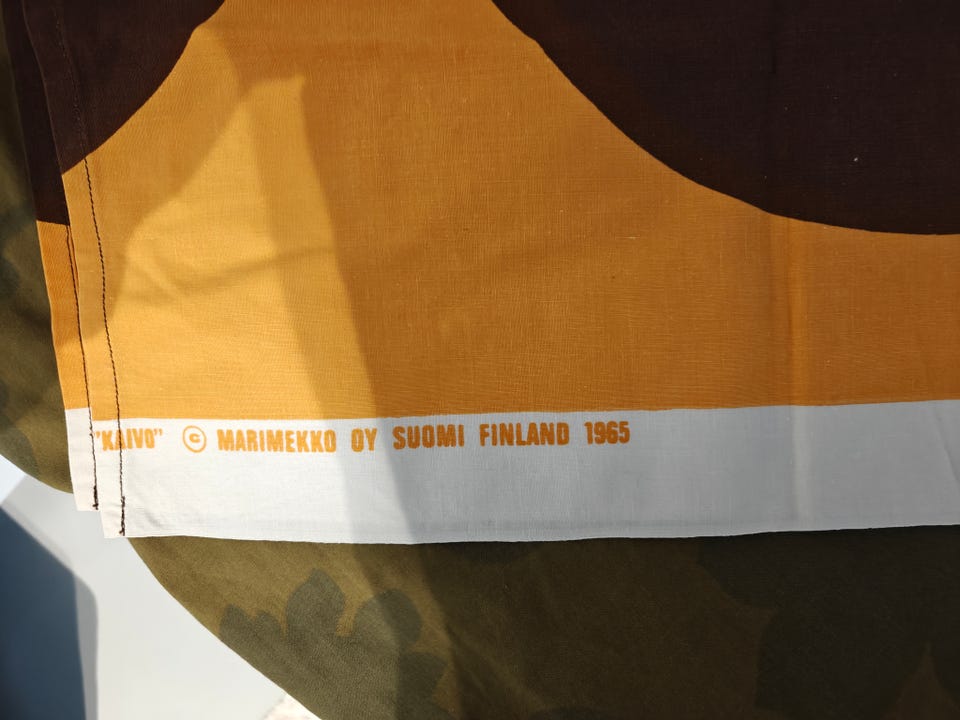 "KAIVO" © MARIMEKKO OY SUOMI FINLAND 1965